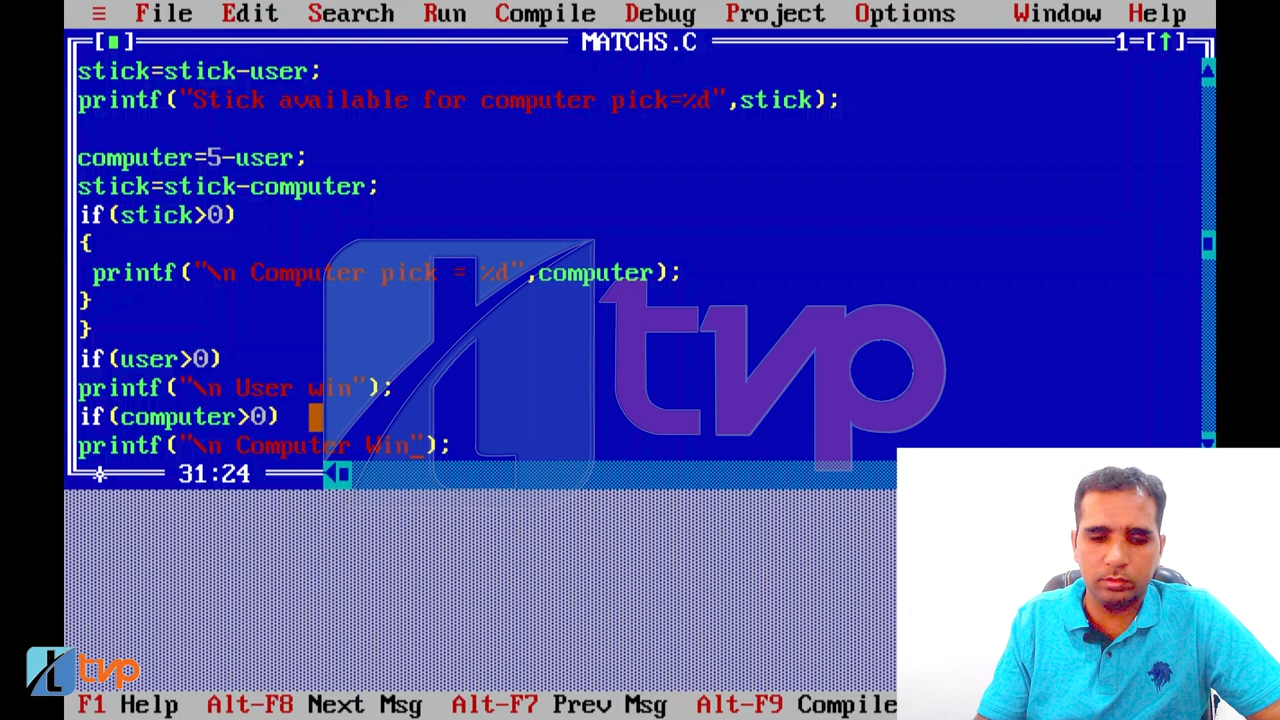 ≡ File Edit Search Run Compile Debug Project Options Window Help
[■] MATCHS.C 1=[↑]
stick=stick-user;
printf("Stick available for computer pick=%d",stick);
computer=5-user;
stick=stick-computer;
if(stick>0)
{
printf("\n Computer pick = %d",computer);
}
}
if(user>0)
printf("\n User win");
if(computer>0)
printf("\n Computer Win");
31:24
tvp
tvp
F1 Help Alt-F8 Next Msg Alt-F7 Prev Msg Alt-F9 Compile